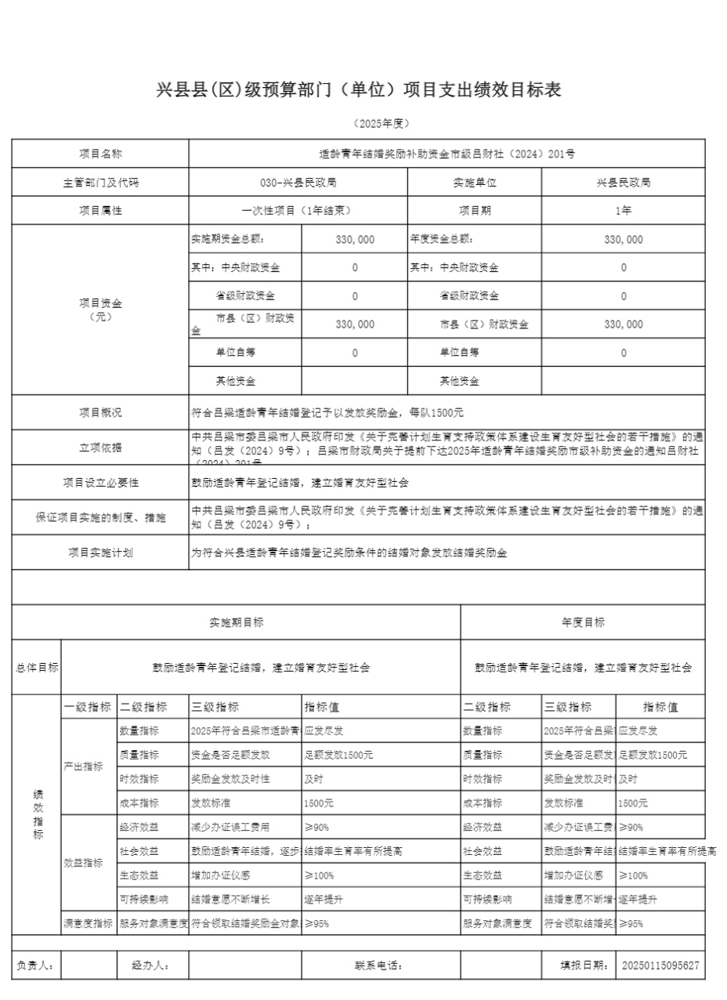 兴县县(区)级预算部门（单位）项目支出绩效目标表
（2025年度）
项目名称 适龄青年结婚奖励补助资金市级吕财社（2024）201号
主管部门及代码 030-兴县民政局 实施单位 兴县民政局
项目属性 一次性项目（1年结束） 项目期 1年
项目资金
（元）
实施期资金总额： 330,000 年度资金总额： 330,000
其中：中央财政资金 0 其中：中央财政资金 0
省级财政资金 0 省级财政资金 0
市县（区）财政资
金 330,000 市县（区）财政资金 330,000
单位自筹 0 单位自筹 0
其他资金 其他资金
项目概况 符合吕梁适龄青年结婚登记予以发放奖励金，每队1500元
立项依据
中共吕梁市委吕梁市人民政府印发《关于完善计划生育支持政策体系建设生育友好型社会的若干措施》的通
知（吕发（2024）9号）；吕梁市财政局关于提前下达2025年适龄青年结婚奖励市级补助资金的通知吕财社
（2024）201号
项目设立必要性 鼓励适龄青年登记结婚，建立婚育友好型社会
保证项目实施的制度、措施
中共吕梁市委吕梁市人民政府印发《关于完善计划生育支持政策体系建设生育友好型社会的若干措施》的通
知（吕发（2024）9号）；
项目实施计划 为符合兴县适龄青年结婚登记奖励条件的结婚对象发放结婚奖励金
实施期目标 年度目标
总体目标 鼓励适龄青年登记结婚，建立婚育友好型社会 鼓励适龄青年登记结婚，建立婚育友好型社会
绩
效
指
标
一级指标 二级指标 三级指标 指标值 二级指标 三级指标 指标值
产出指标
数量指标 2025年符合吕梁市适龄青 应发尽发 数量指标 2025年符合吕梁 应发尽发
质量指标 资金是否足额发放 足额发放1500元 质量指标 资金是否足额发 足额发放1500元
时效指标 奖励金发放及时性 及时 时效指标 奖励金发放及时 及时
成本指标 发放标准 1500元 成本指标 发放标准 1500元
效益指标
经济效益 减少办证误工费用 ≥90% 经济效益 减少办证误工费 ≥90%
社会效益 鼓励适龄青年结婚，逐步 结婚率生育率有所提高 社会效益 鼓励适龄青年结 结婚率生育率有所提高
生态效益 增加办证仪感 ≥100% 生态效益 增加办证仪感 ≥100%
可持续影响 结婚意愿不断增长 逐年提升 可持续影响 结婚意愿不断增 逐年提升
满意度指标 服务对象满意度 符合领取结婚奖励金对象 ≥95% 服务对象满意度 符合领取结婚奖 ≥95%
负责人： 经办人： 联系电话： 填报日期： 20250115095627